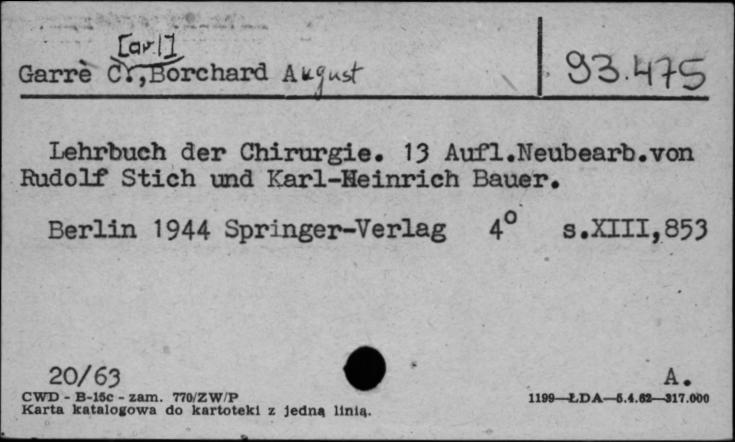 [arl]
Garrè C.,Borchard August
93.475
Lehrbuch der Chirurgie. 13 Aufl.Neubearb.von
Rudolf Stich und Karl-Heinrich Bauer.
Berlin 1944 Springer-Verlag 4° s.XIII,853
20/63
A.
CWD - B-15c - zam. 770/ZW/P
1199—ŁDA—5.4.62—317.000
Karta katalogowa do kartoteki z jedną linią.